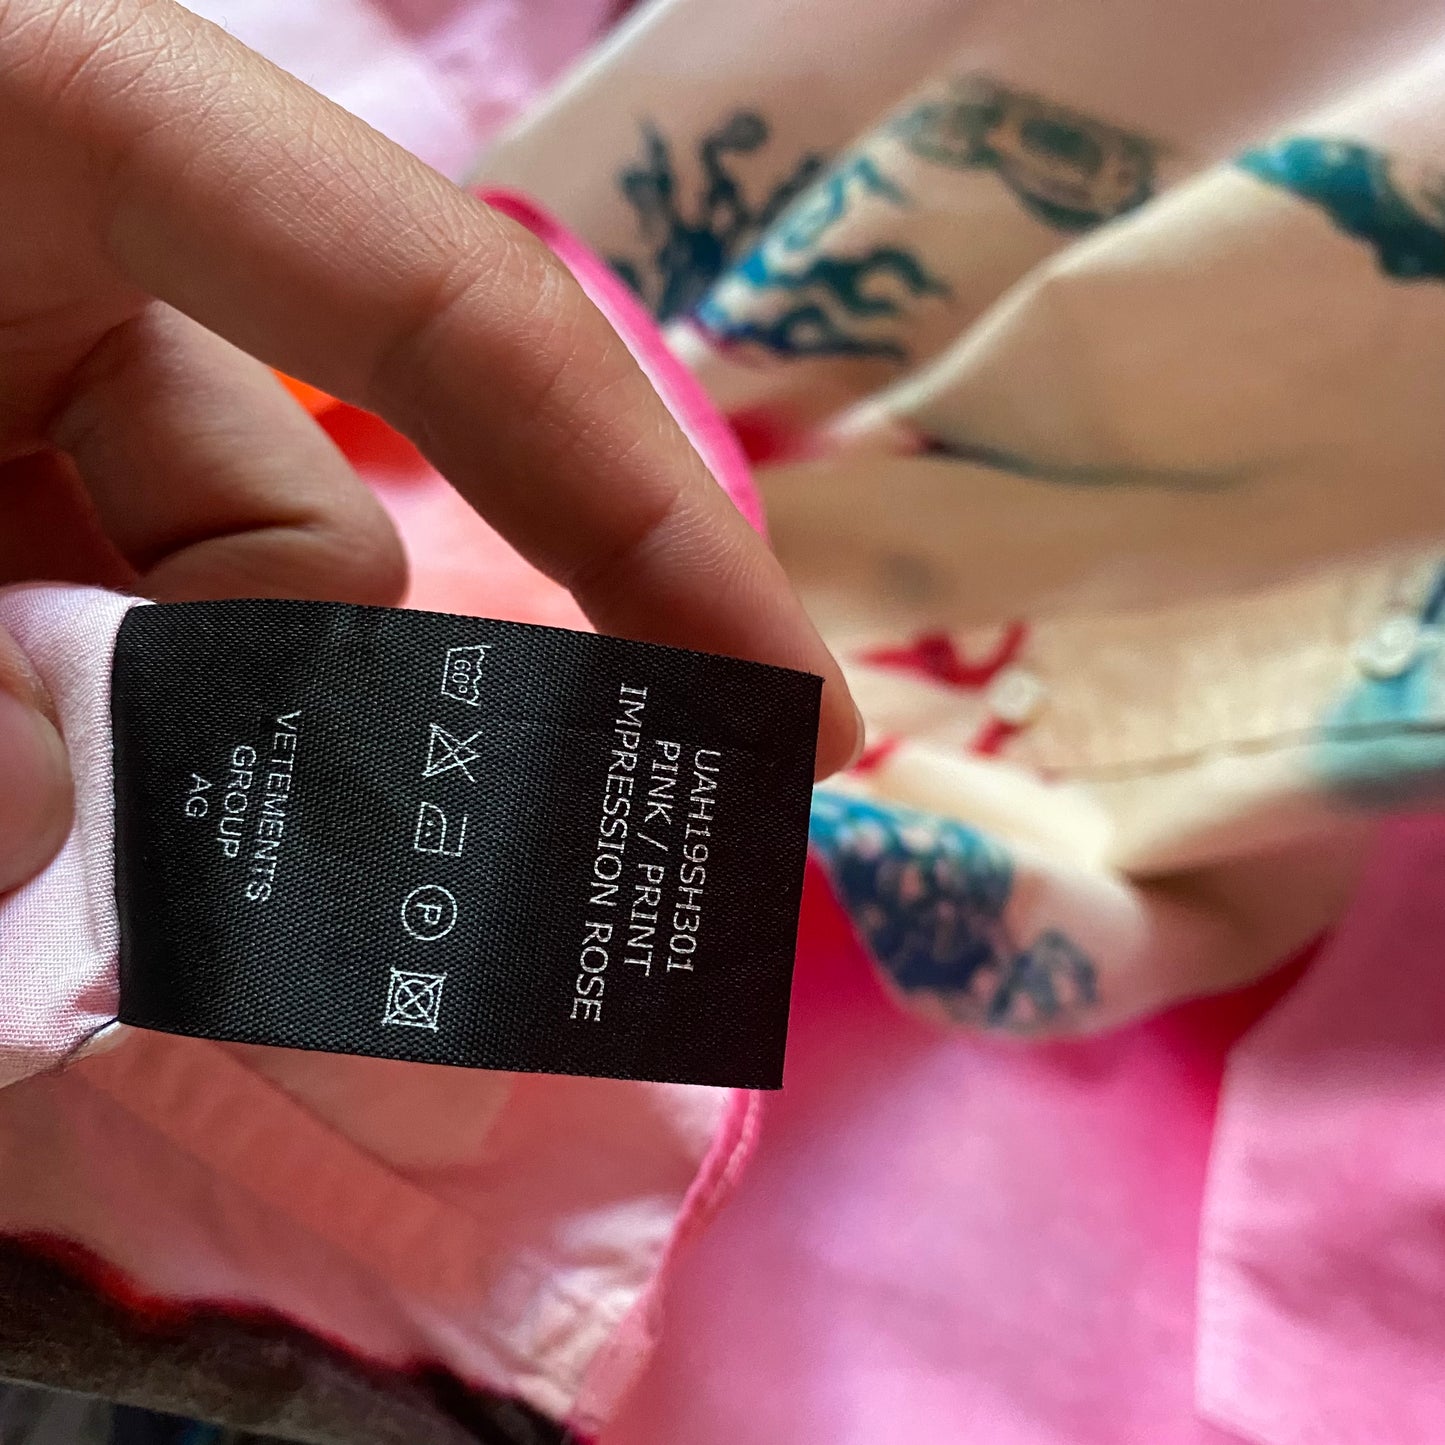 UAH19SH301
PINK / PRINT
IMPRESSION ROSE
60°
P
VETEMENTS
GROUP
AG